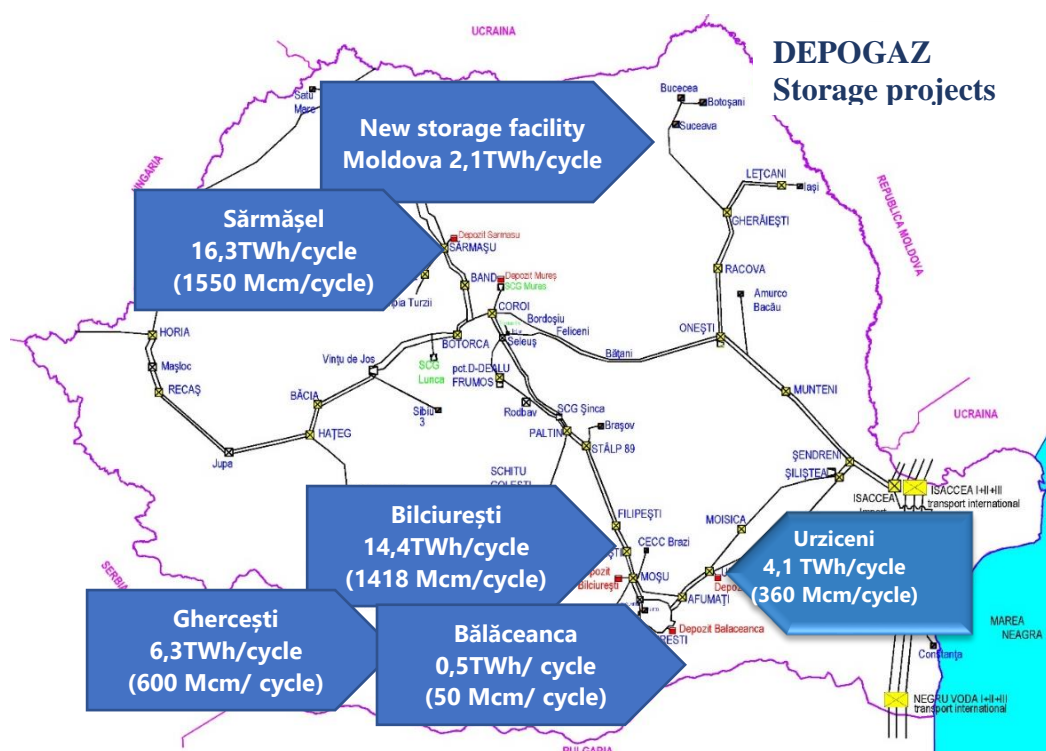 UCRAINA
DEPOGAZ
Storage projects
Satu
Mare
Bucecea
Botoșani
Suceava
New storage facility
Moldova 2,1TWh/cycle
LEȚCANI
Iași
GHERĂIEȘTI
REPUBLICA MOLDOVA
Sărmășel
16,3TWh/cycle
(1550 Mcm/cycle)
Depozit Sarmasu
SĂRMAȘU
BAND
Depozit Mureș
SCG Mureș
RACOVA
Amurco
Bacău
COROI
Bordoșiu
Feliceni
Seleuș
BOTORCA
HORIA
Mașloc
RECAȘ
Vințu de Jos
SCG
Lunca
pct.D-DEALU
FRUMOS
Bățani
ONEȘTI
BĂCIA
HAȚEG
Sibiu
3
Rodbav
SCG Șinca
MUNTENI
UCRAINA
PALTIN
Brașov
STÂLP 89
Jupa
ȘENDRENI
ȘILIȘTEA
ISACCEA
ISACCEA I+II+III
transport international
Bilciurești
14,4TWh/cycle
(1418 Mcm/cycle)
FILIPEȘTI
CECC Brazi
MOȘU
Bilciurești
MOISICA
Urziceni
4,1 TWh/cycle
(360 Mcm/cycle)
AFUMAȚI
SERBIA
Ghercești
6,3TWh/cycle
(600 Mcm/ cycle)
Bălăceanca
0,5TWh/ cycle
(50 Mcm/ cycle)
Depozit Balaceanca
MAREA
NEAGRA
Constanța
NEGRU VODA I+II+III
transport international
BULGARIA